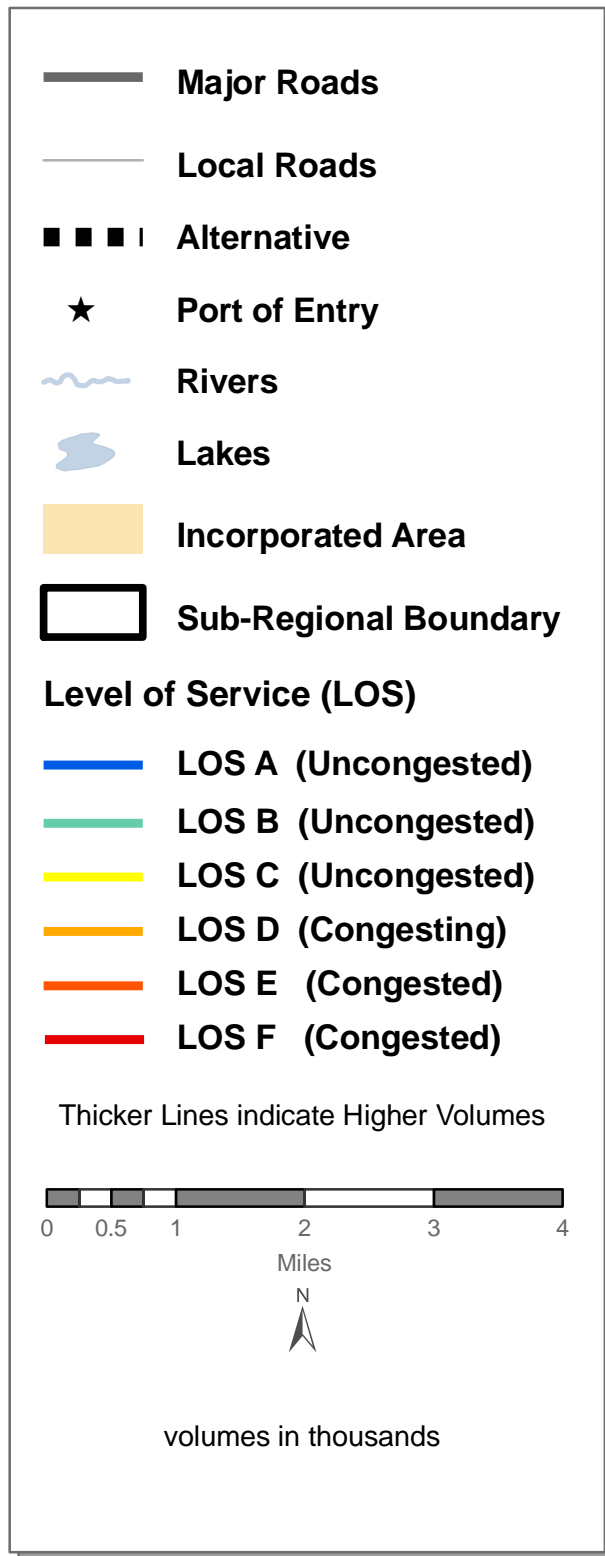 Major Roads
Local Roads
Alternative
Port of Entry
Rivers
Lakes
Incorporated Area
Sub-Regional Boundary
Level of Service (LOS)
LOS A (Uncongested)
LOS B (Uncongested)
LOS C (Uncongested)
LOS D (Congesting)
LOS E (Congested)
LOS F (Congested)
Thicker Lines indicate Higher Volumes
0 0.5 1 2 3 4
Miles
N
volumes in thousands